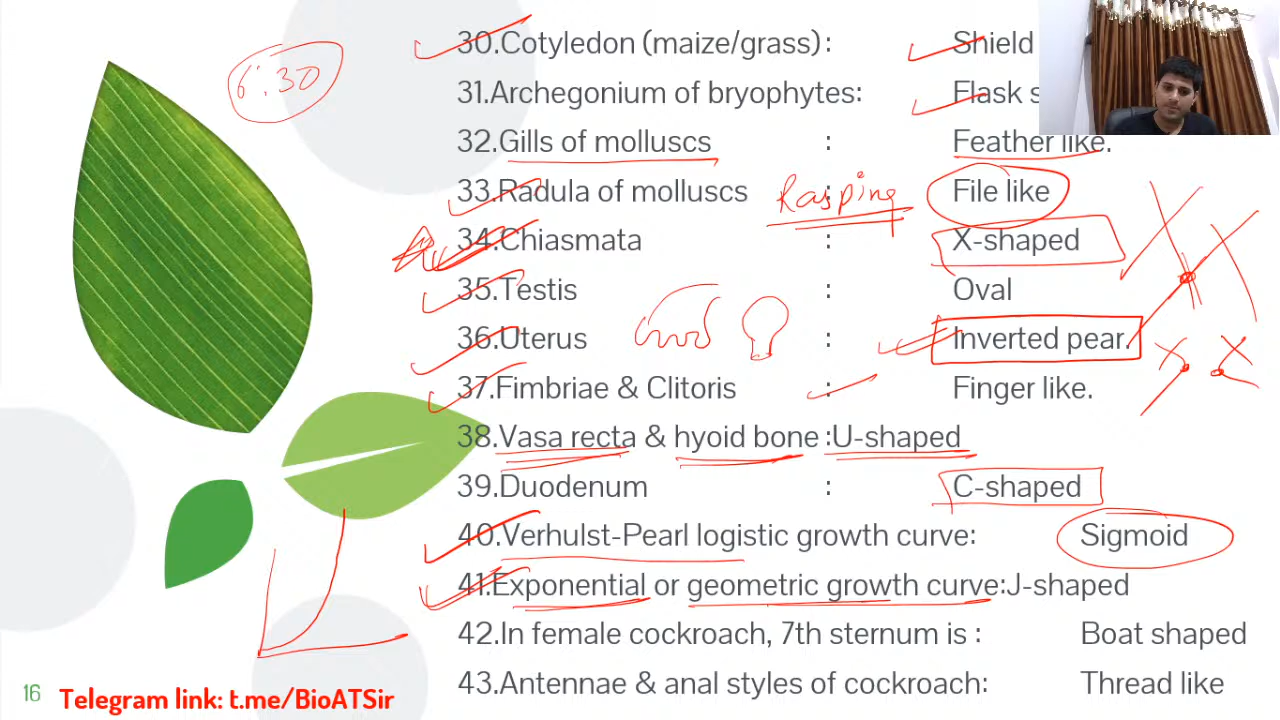 6:30
30.Cotyledon (maize/grass) : Shield
31.Archegonium of bryophytes: Flask s
32.Gills of molluscs : Feather like.
33.Radula of molluscs : Rasping File like
34.Chiasmata : X-shaped
35.Testis : Oval
36.Uterus : Inverted pear.
37.Fimbriae & Clitoris : Finger like.
38.Vasa recta & hyoid bone :U-shaped
39.Duodenum : C-shaped
40.Verhulst-Pearl logistic growth curve: Sigmoid
41.Exponential or geometric growth curve:J-shaped
42.In female cockroach, 7th sternum is : Boat shaped
43.Antennae & anal styles of cockroach: Thread like
16 Telegram link: t.me/BioATSir